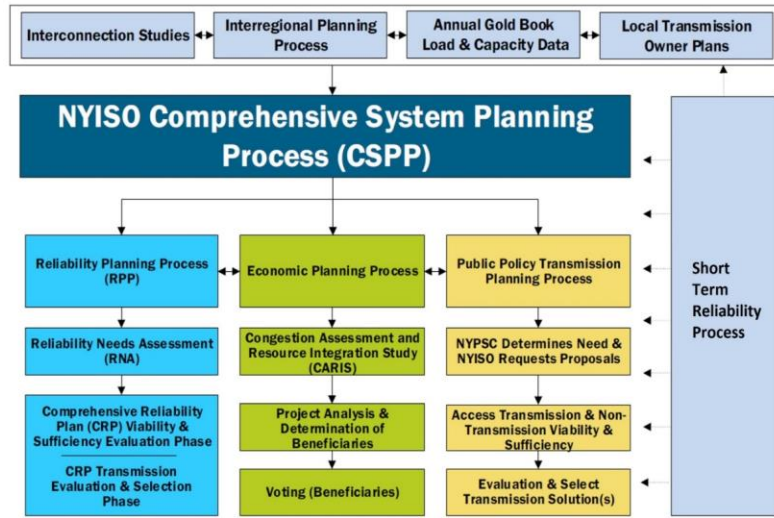 Interconnection Studies
Interregional Planning
Process
Annual Gold Book
Load & Capacity Data
Local Transmission
Owner Plans
NYISO Comprehensive System Planning
Process (CSPP)
Reliability Planning Process
(RPP)
Economic Planning Process
Public Policy Transmission
Planning Process
Reliability Needs Assessment
(RNA)
Congestion Assessment and
Resource Integration Study
(CARIS)
NYPSC Determines Need &
NYISO Requests Proposals
Comprehensive Reliability
Plan (CRP) Viability &
Sufficiency Evaluation Phase
CRP Transmission
Evaluation & Selection
Phase
Project Analysis &
Determination of
Beneficiaries
Access Transmission & Non-
Transmission Viability &
Sufficiency
Voting (Beneficiaries)
Evaluation & Select
Transmission Solution(s)
Short
Term
Reliability
Process